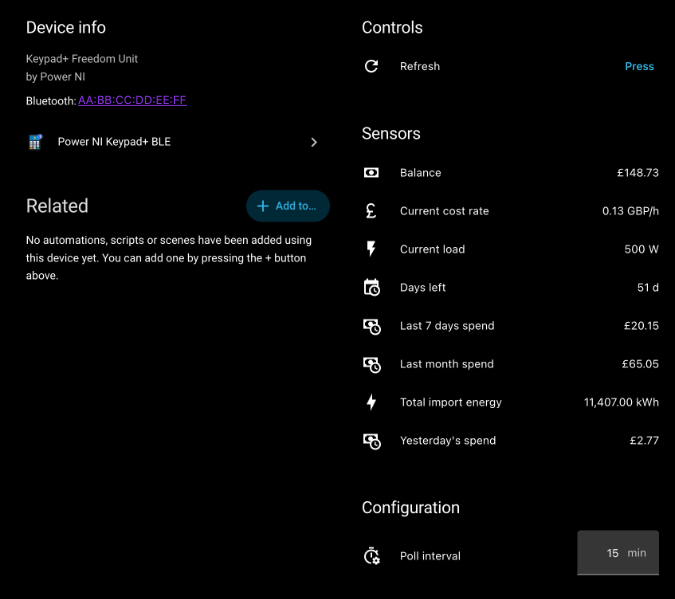 Device info
Keypad+ Freedom Unit
by Power NI
Bluetooth: AA:BB:CC:DD:EE:FF
Power NI Keypad+ BLE
Related
+ Add to...
No automations, scripts or scenes have been added using
this device yet. You can add one by pressing the + button
above.
Controls
Refresh Press
Sensors
Balance £148.73
Current cost rate 0.13 GBP/h
Current load 500 W
Days left 51 d
Last 7 days spend £20.15
Last month spend £65.05
Total import energy 11,407.00 kWh
Yesterday's spend £2.77
Configuration
Poll interval 15 min